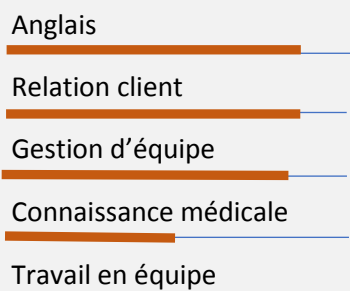 Anglais
Relation client
Gestion d’équipe
Connaissance médicale
Travail en équipe